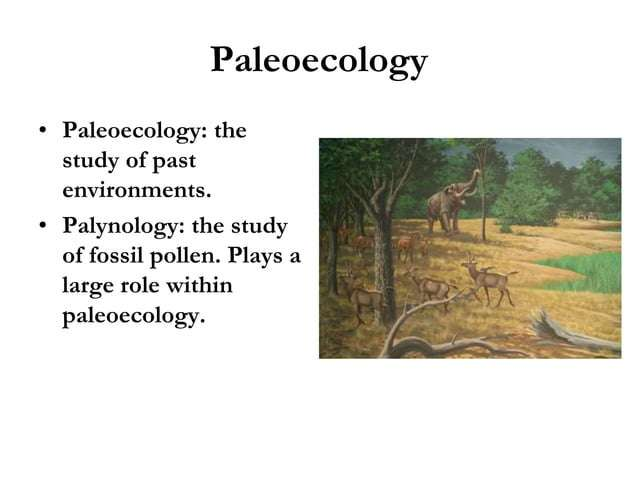 Paleoecology
• Paleoecology: the
study of past
environments.
• Palynology: the study
of fossil pollen. Plays a
large role within
paleoecology.